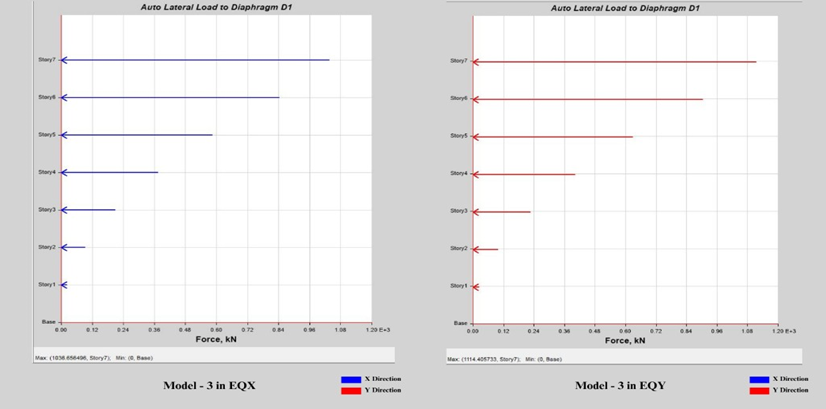 Auto Lateral Load to Diaphragm D1
Story7
Story6
Story5
Story4
Story3
Story2
Story1
Base
0.00 0.12 0.24 0.36 0.48 0.60 0.72 0.84 0.96 1.08 1.20 E+3
Force, kN
Max: (1036.656496, Story7); Min: (0, Base)
Model - 3 in EQX
X Direction
Y Direction
Auto Lateral Load to Diaphragm D1
Story7
Story6
Story5
Story4
Story3
Story2
Story1
Base
0.00 0.12 0.24 0.36 0.48 0.60 0.72 0.84 0.96 1.08 1.20 E+3
Force, kN
Max: (1114.405733, Story7); Min: (0, Base)
Model - 3 in EQY
X Direction
Y Direction